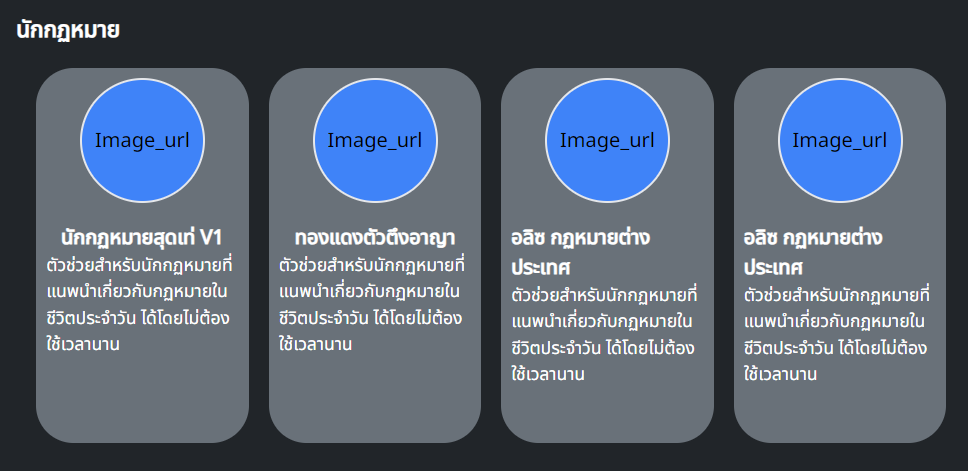 นักกฏหมาย
Image_url
Image_url
Image_url
Image_url
นักกฏหมายสุดเท่ V1
ตัวช่วยสำหรับนักกฏหมายที่
แนพนำเกี่ยวกับกฏหมายใน
ชีวิตประจำวัน ได้โดยไม่ต้อง
ใช้เวลานาน
ทองแดงตัวตึงอาญา
ตัวช่วยสำหรับนักกฏหมายที่
แนพนำเกี่ยวกับกฏหมายใน
ชีวิตประจำวัน ได้โดยไม่ต้อง
ใช้เวลานาน
อลิซ กฏหมายต่าง
ประเทศ
ตัวช่วยสำหรับนักกฏหมายที่
แนพนำเกี่ยวกับกฏหมายใน
ชีวิตประจำวัน ได้โดยไม่ต้อง
ใช้เวลานาน
อลิซ กฏหมายต่าง
ประเทศ
ตัวช่วยสำหรับนักกฏหมายที่
แนพนำเกี่ยวกับกฏหมายใน
ชีวิตประจำวัน ได้โดยไม่ต้อง
ใช้เวลานาน